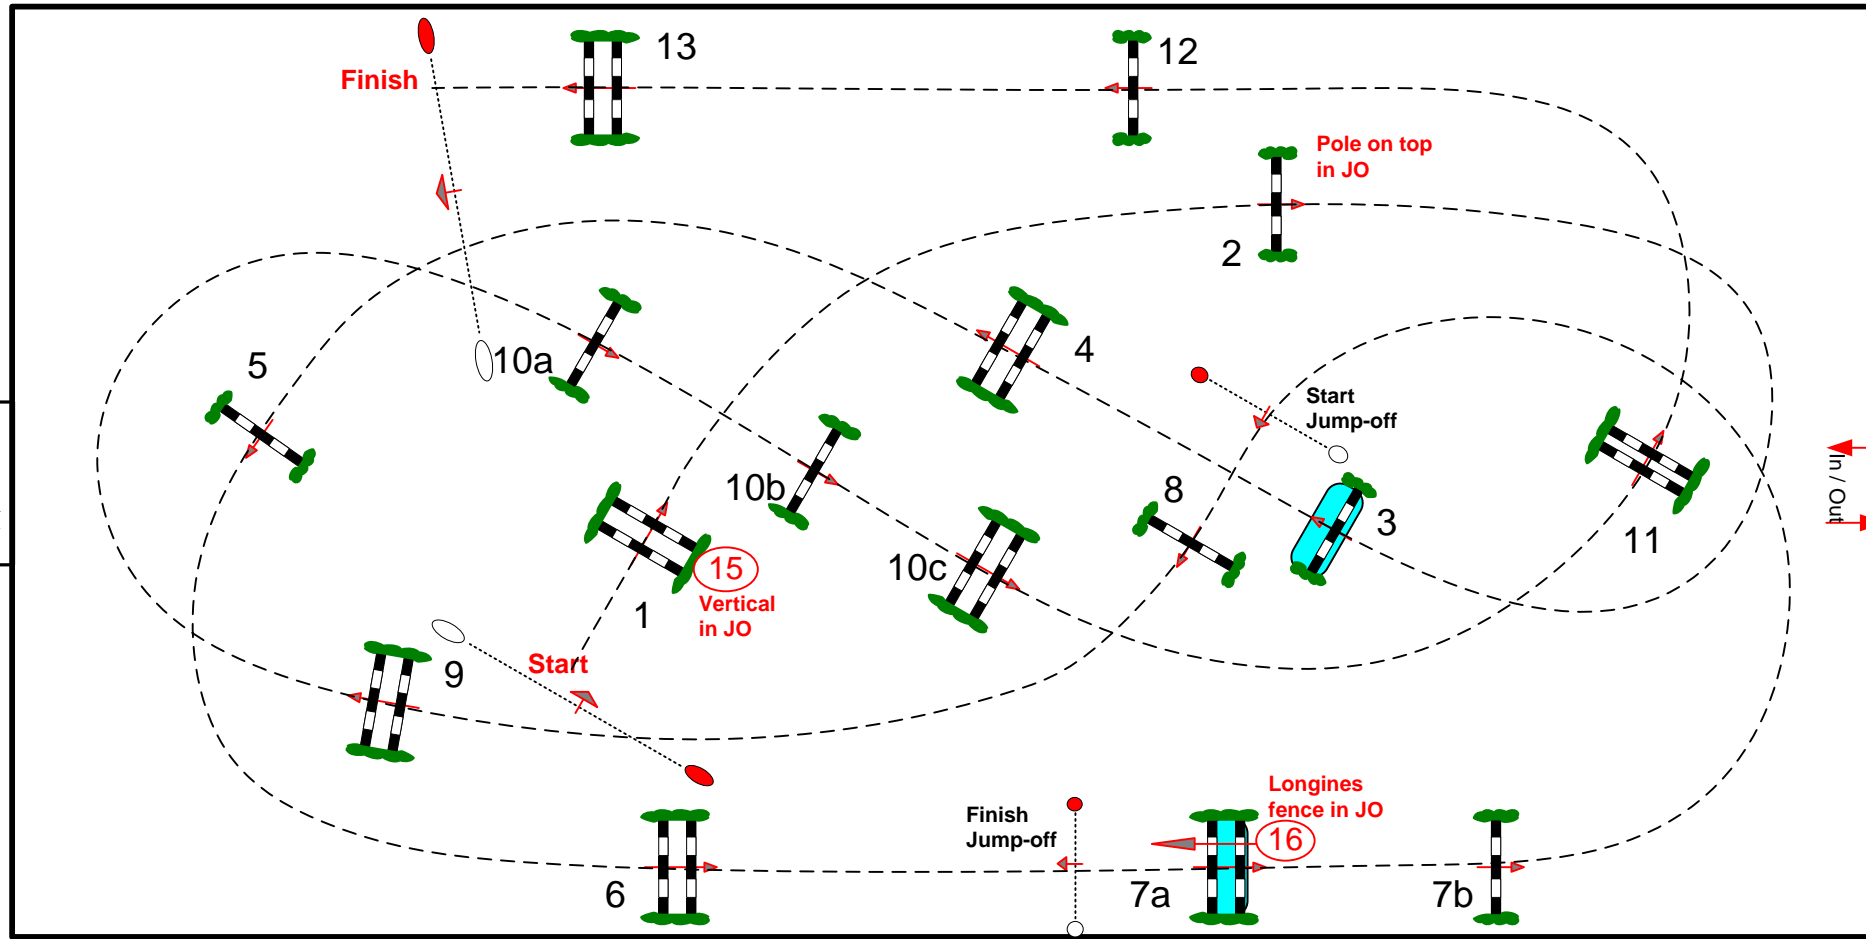 13
12
Finish
Pole on top
in JO
2
10a
4
5
Start
Jump-off
In / Out
10b
8
3
11
10c
15
1
Vertical
in JO
9
Start
Longines
fence in JO
Finish
Jump-off
16
6
7a
7b